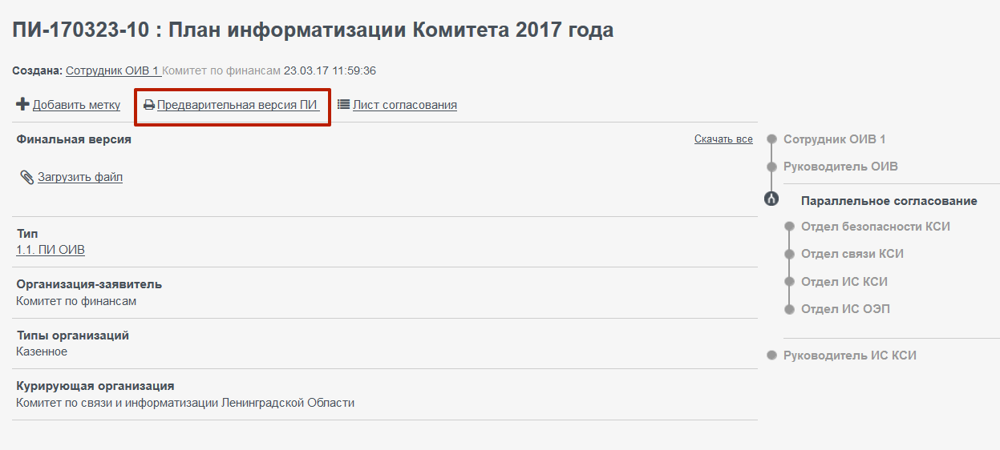 ПИ-170323-10 : План информатизации Комитета 2017 года
Создана: Сотрудник ОИВ 1 Комитет по финансам 23.03.17 11:59:36
Добавить метку Предварительная версия ПИ Лист согласования
Финальная версия Скачать все
Загрузить файл
Тип
1.1. ПИ ОИВ
Организация-заявитель
Комитет по финансам
Типы организаций
Казенное
Курирующая организация
Комитет по связи и информатизации Ленинградской Области
Сотрудник ОИВ 1
Руководитель ОИВ
Параллельное согласование
Отдел безопасности КСИ
Отдел связи КСИ
Отдел ИС КСИ
Отдел ИС ОЭП
Руководитель ИС КСИ